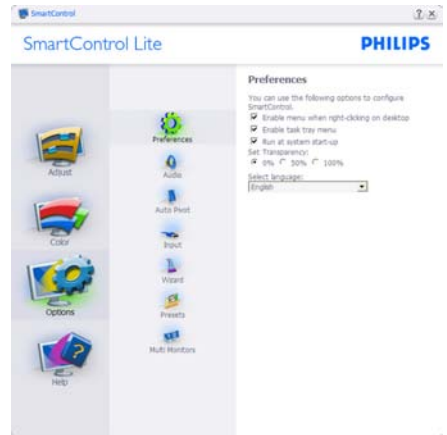 SmartControl
SmartControl Lite
PHILIPS
Adjust
Color
Options
Help
Preferences
Audio
Auto Pivot
Input
Wizard
Presets
Multi Monitors
Preferences
You can use the following options to configure
SmartControl.
Enable menu when right-clicking on desktop
Enable task tray menu
Run at system start-up
Set Transparency:
0% 50% 100%
Select language:
English